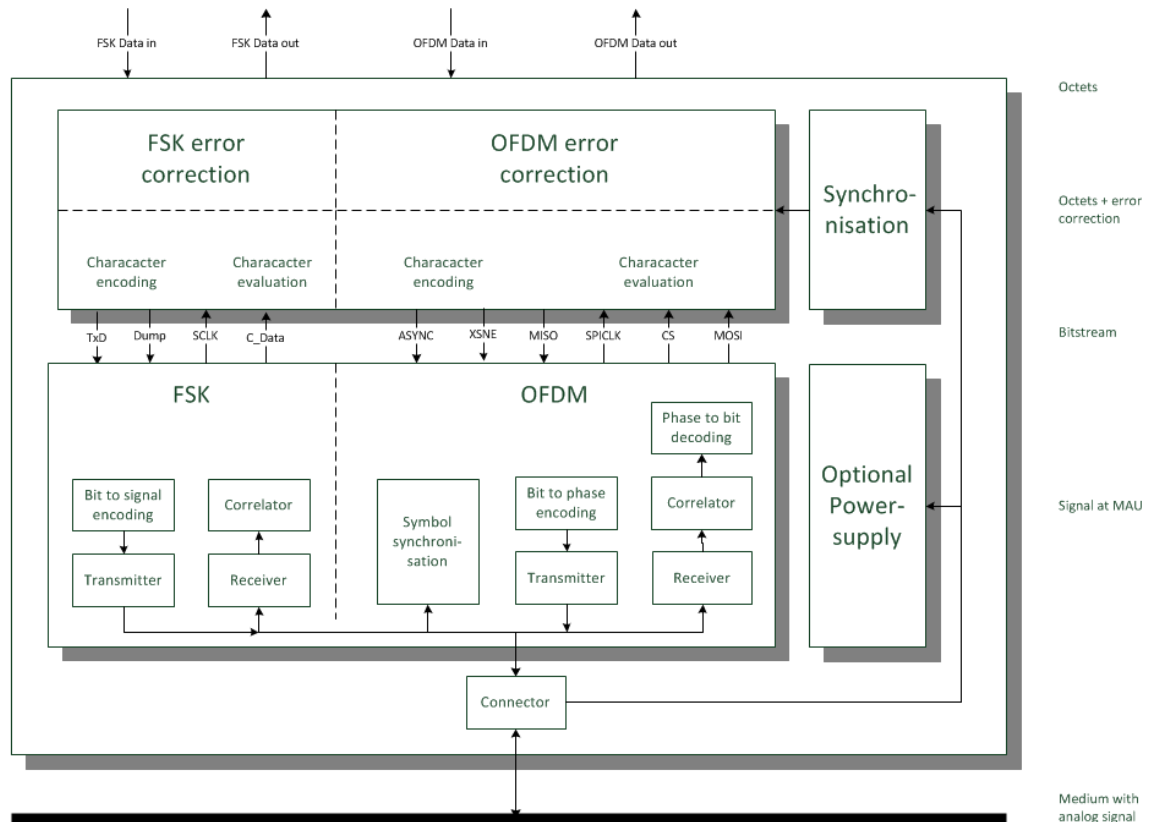 FSK Data in
FSK Data out
OFDM Data in
OFDM Data out
Octets
FSK error
correction
OFDM error
correction
Synchro-
nisation
Octets + error
correction
Characacter
encoding
Characacter
evaluation
Characacter
encoding
Characacter
evaluation
TxD
Dump
SCLK
C_Data
ASYNC
XSNE
MISO
SPICLK
CS
MOSI
Bitstream
FSK
OFDM
Phase to bit
decoding
Bit to signal
encoding
Correlator
Symbol
synchroni-
sation
Bit to phase
encoding
Correlator
Optional
Power-
supply
Signal at MAU
Transmitter
Receiver
Transmitter
Receiver
Connector
Medium with
analog signal